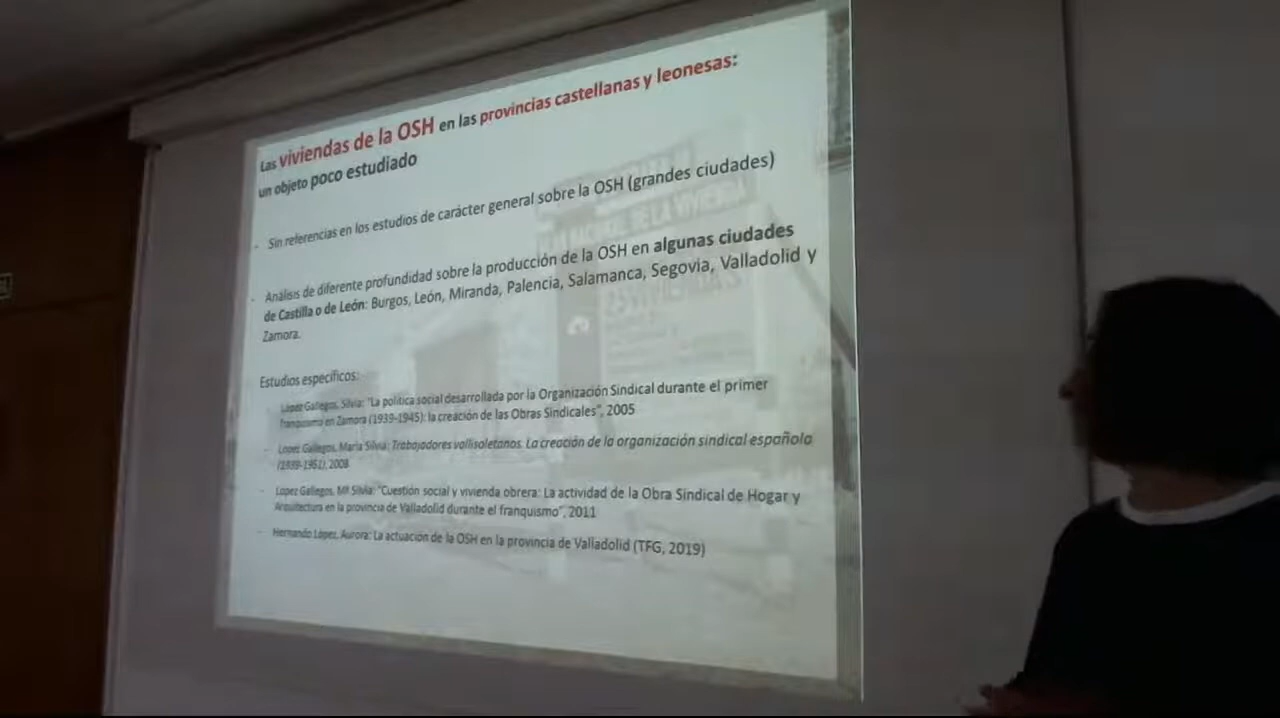 Las viviendas de la OSH en las provincias castellanas y leonesas:
un objeto poco estudiado
- Sin referencias en los estudios de carácter general sobre la OSH (grandes ciudades)
- Análisis de diferente profundidad sobre la producción de la OSH en algunas ciudades
de Castilla o de León: Burgos, León, Miranda, Palencia, Salamanca, Segovia, Valladolid y
Zamora.
Estudios específicos:
- López Gallegos, Silvia: "La política social desarrollada por la Organización Sindical durante el primer
franquismo en Zamora (1939-1945): la creación de las Obras Sindicales", 2005
- Lopez Gallegos, María Silvia: Trabajadores vallisoletanos. La creación de la organización sindical española
(1939-1951), 2008
- Lopez Gallegos, Mª Silvia: "Cuestión social y vivienda obrera: La actividad de la Obra Sindical de Hogar y
Arquitectura en la provincia de Valladolid durante el franquismo", 2011
- Hernando López, Aurora: La actuación de la OSH en la provincia de Valladolid (TFG, 2019)
NACIONAL DE LA VIVIENDA
VIVIENDAS